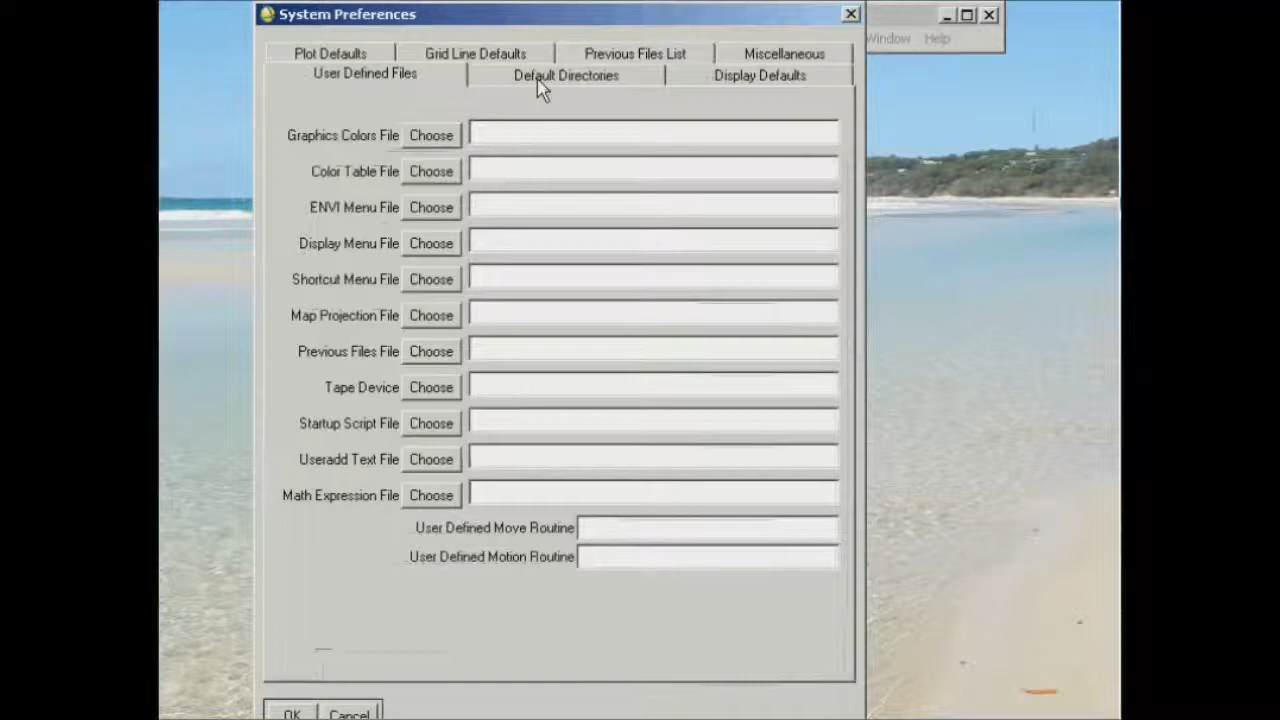 System Preferences
Window Help
Plot Defaults Grid Line Defaults Previous Files List Miscellaneous
User Defined Files Default Directories Display Defaults
Graphics Colors File Choose
Color Table File Choose
ENVI Menu File Choose
Display Menu File Choose
Shortcut Menu File Choose
Map Projection File Choose
Previous Files File Choose
Tape Device Choose
Startup Script File Choose
Useradd Text File Choose
Math Expression File Choose
User Defined Move Routine
User Defined Motion Routine
OK Cancel